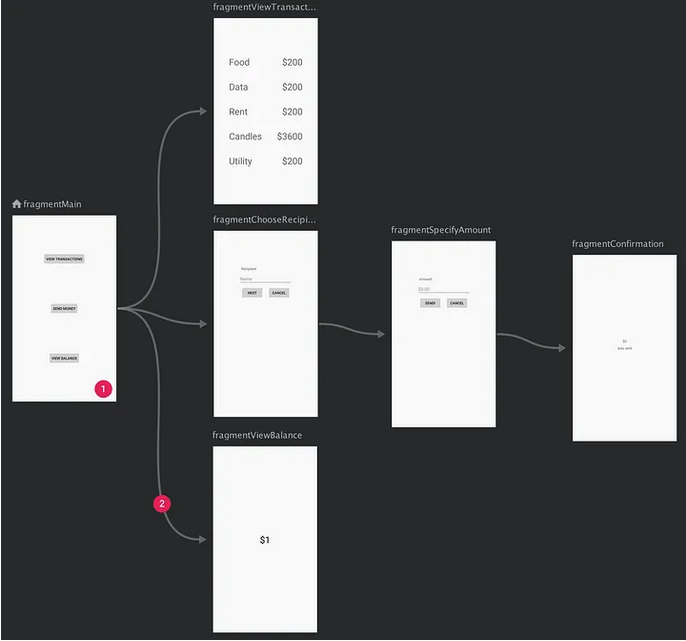 fragmentViewTransact...
Food $200
Data $200
Rent $200
Candles $3600
Utility $200
fragmentMain
VIEW TRANSACTIONS
SEND MONEY
VIEW BALANCE
1
fragmentChooseRecipi...
Recipient
Name
NEXT CANCEL
fragmentSpecifyAmount
Amount
$0.00
SEND! CANCEL
fragmentConfirmation
$0
was sent
fragmentViewBalance
2
$1